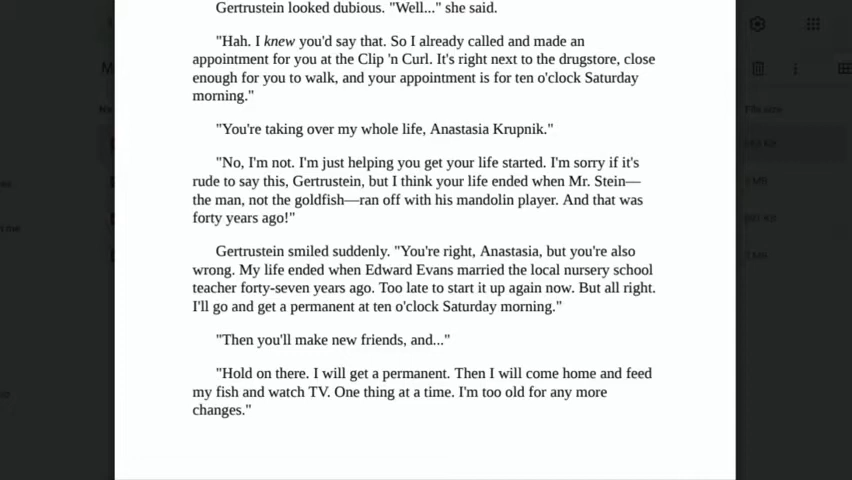 Gertrustein looked dubious. "Well..." she said.
"Hah. I knew you'd say that. So I already called and made an
appointment for you at the Clip 'n Curl. It's right next to the drugstore, close
enough for you to walk, and your appointment is for ten o'clock Saturday
morning."
"You're taking over my whole life, Anastasia Krupnik."
"No, I'm not. I'm just helping you get your life started. I'm sorry if it's
rude to say this, Gertrustein, but I think your life ended when Mr. Stein—
the man, not the goldfish—ran off with his mandolin player. And that was
forty years ago!"
Gertrustein smiled suddenly. "You're right, Anastasia, but you're also
wrong. My life ended when Edward Evans married the local nursery school
teacher forty-seven years ago. Too late to start it up again now. But all right.
I'll go and get a permanent at ten o'clock Saturday morning."
"Then you'll make new friends, and..."
"Hold on there. I will get a permanent. Then I will come home and feed
my fish and watch TV. One thing at a time. I'm too old for any more
changes."
File size